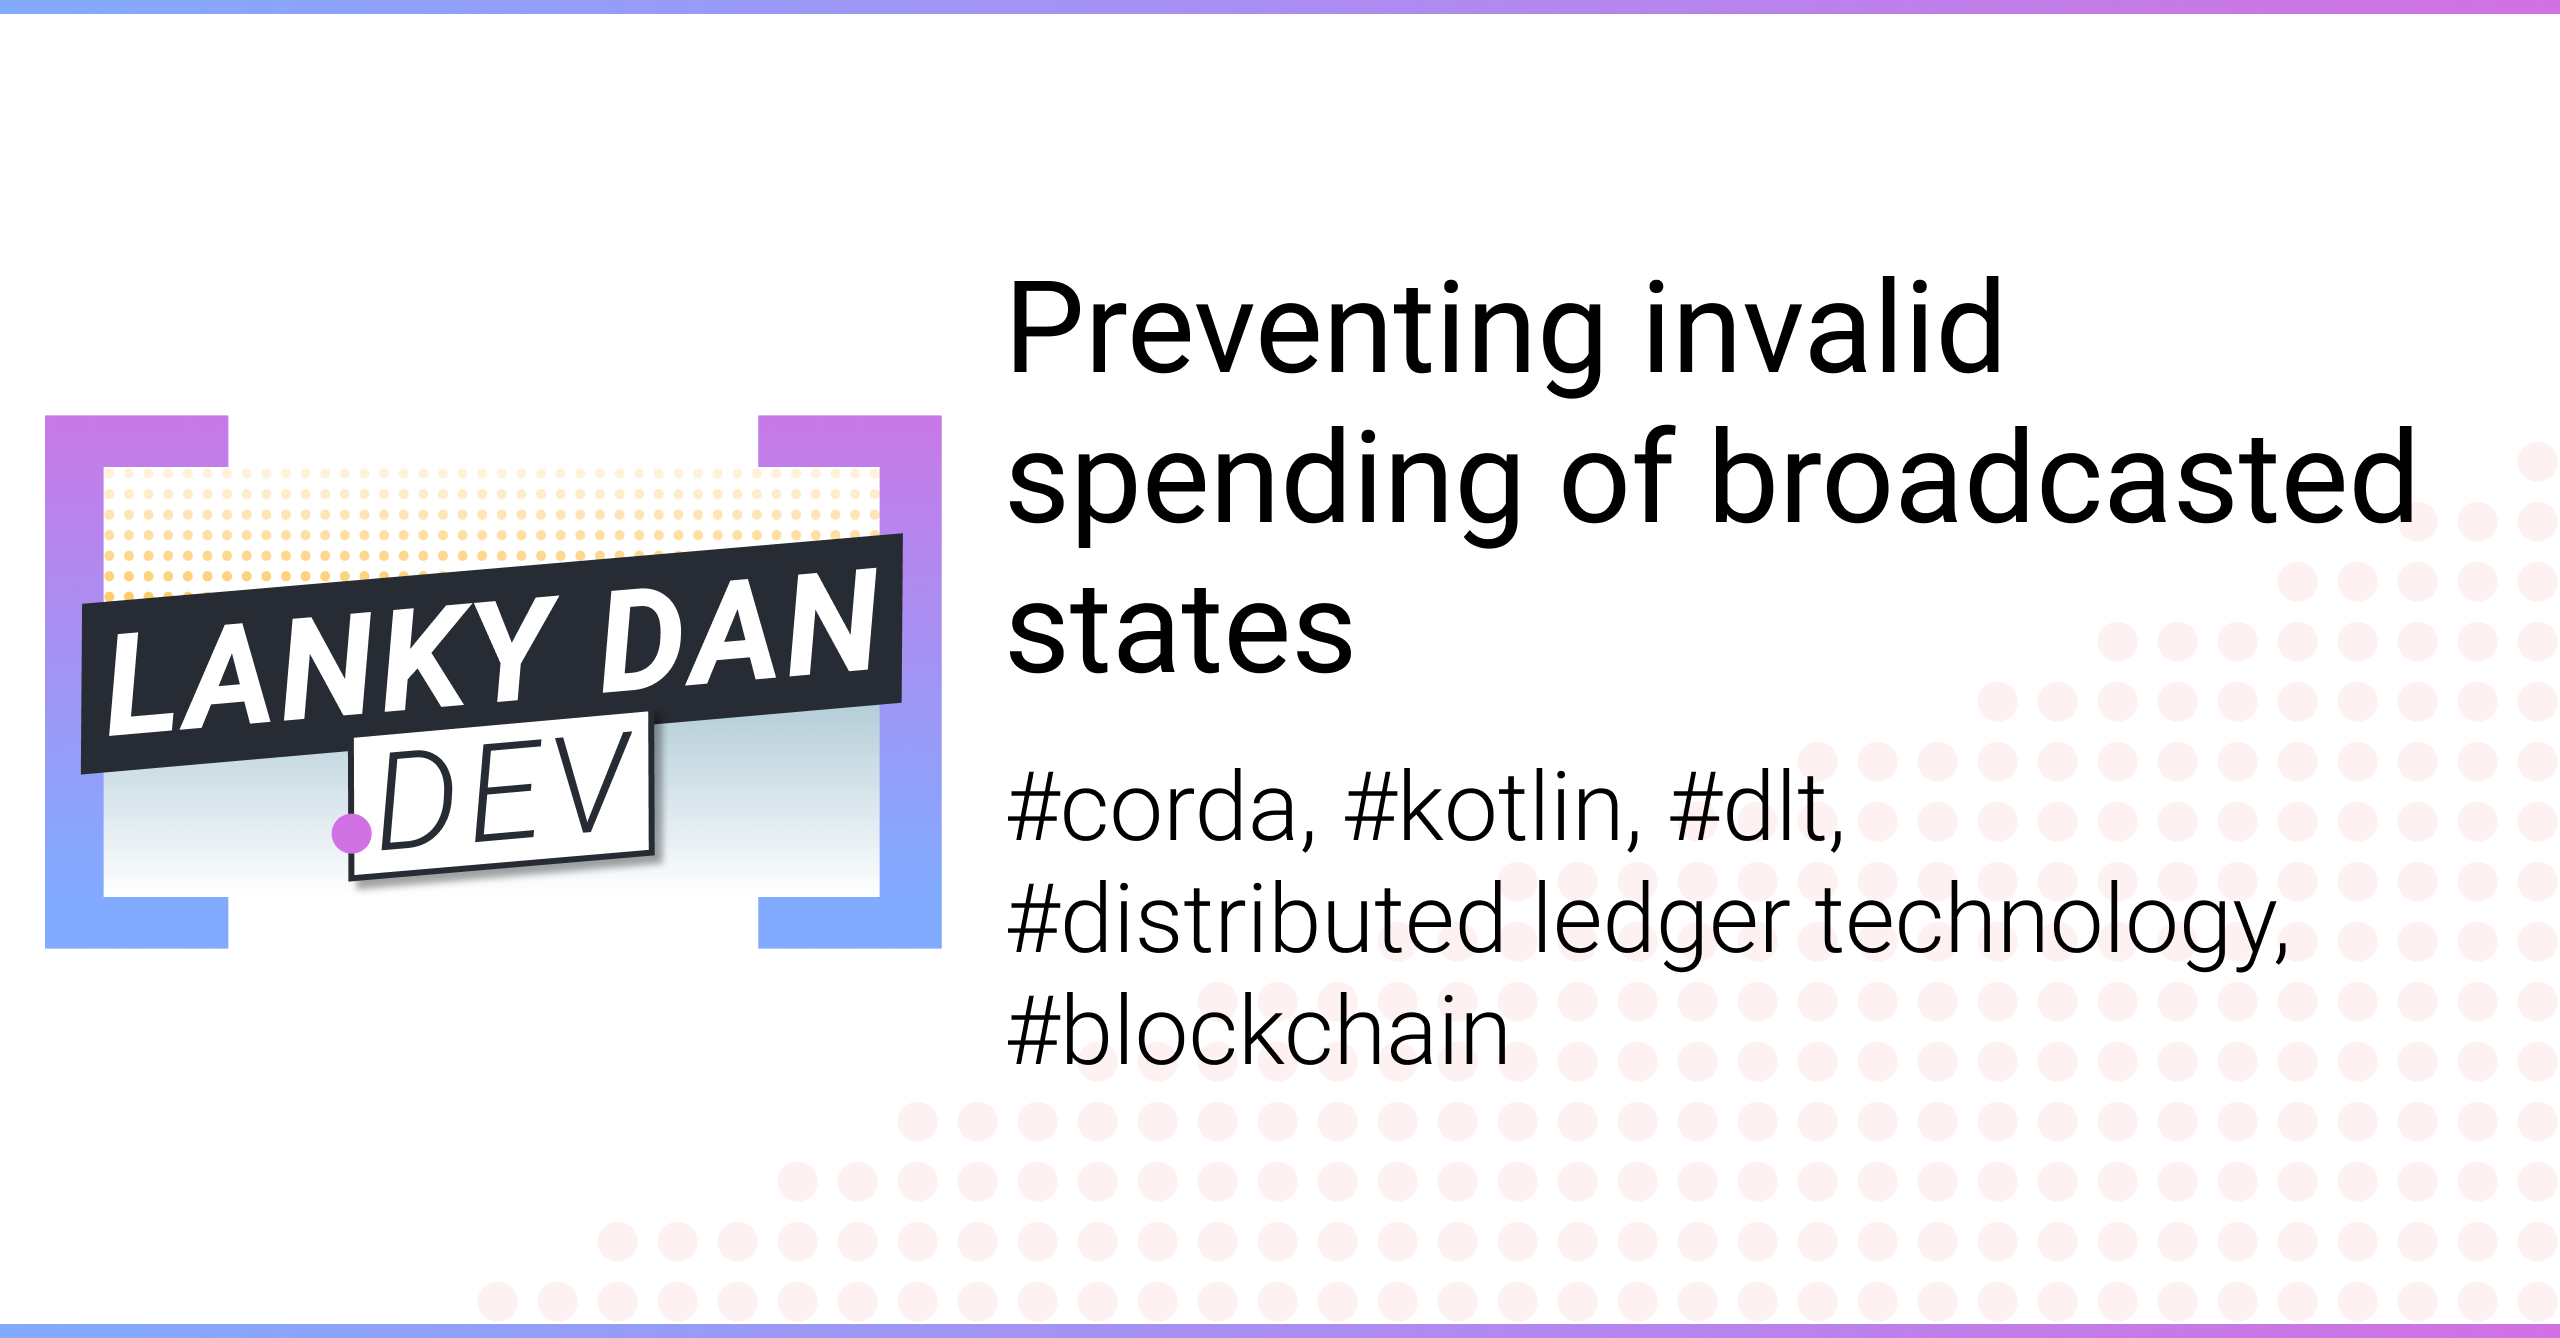 LANKY DAN
DEV
Preventing invalid
spending of broadcasted
states
#corda, #kotlin, #dlt,
#distributed ledger technology,
#blockchain